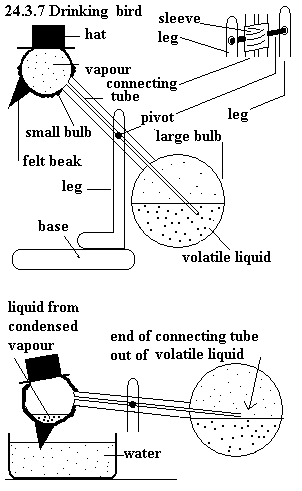 24.3.7 Drinking bird
sleeve
hat
leg
vapour
connecting
tube
pivot
leg
small bulb
large bulb
felt beak
leg
base
volatile liquid
liquid from
condensed
vapour
end of connecting tube
out of volatile liquid
water